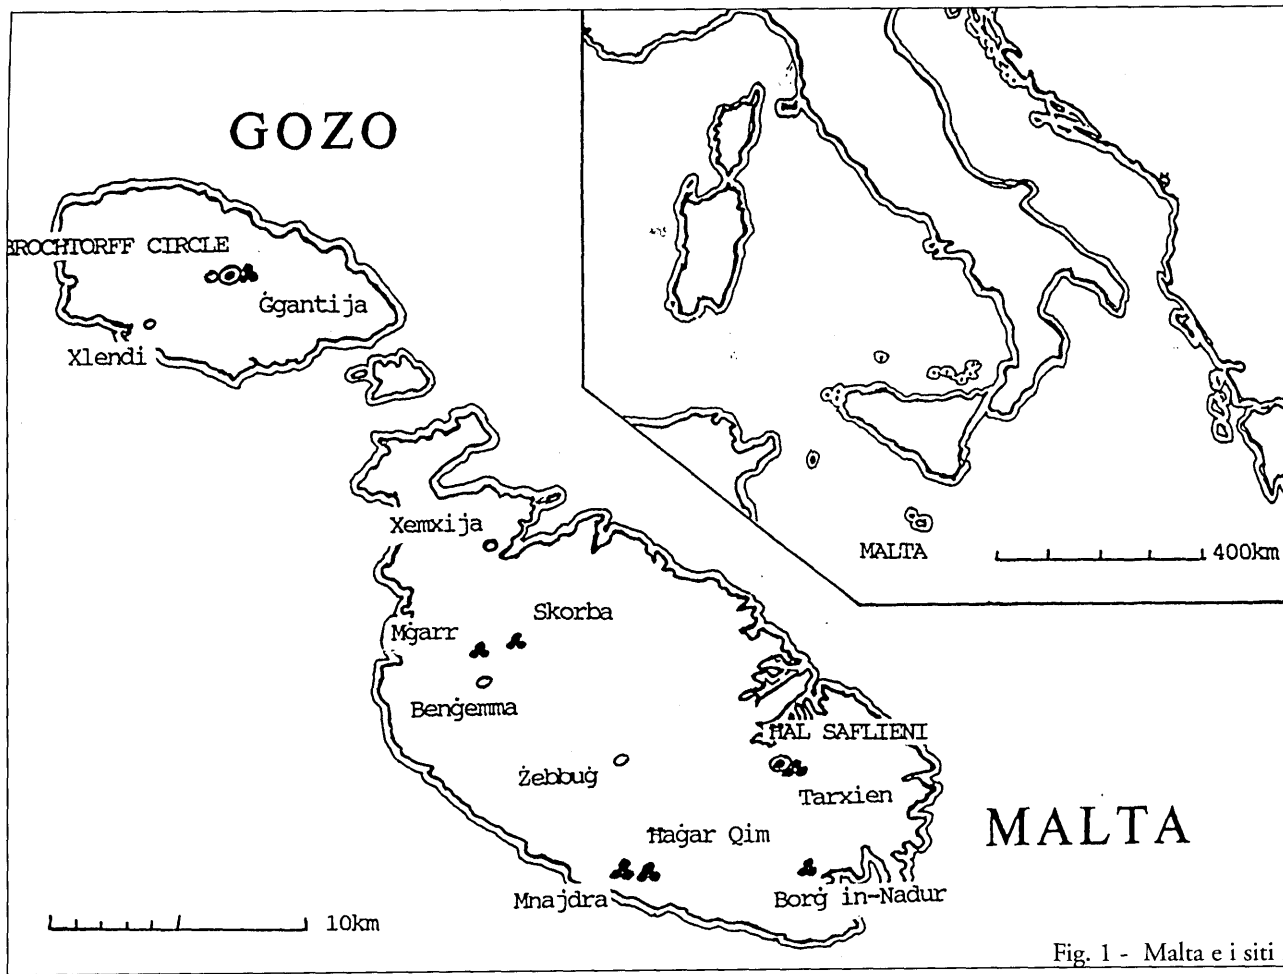 GOZO
BROCHTORFF CIRCLE
Ġgantija
Xlendi
MALTA
400km
Xemxija
Skorba
Mġarr
Benġemma
ĦAL SAFLIENI
Żebbuġ
Tarxien
Ħaġar Qim
MALTA
Mnajdra
Borġ in-Nadur
10km
Fig. 1 - Malta e i siti